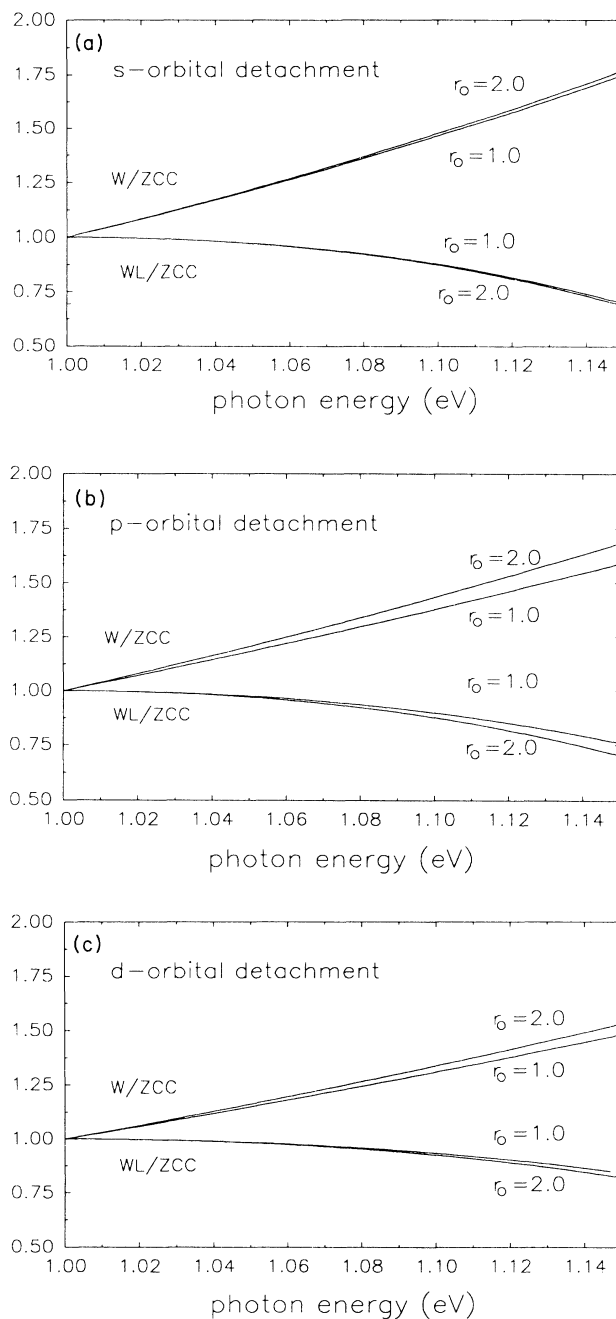 (a)
s-orbital detachment
2.00
1.75
1.50
1.25
1.00
0.75
0.50
W/ZCC
WL/ZCC
r₀=2.0
r₀=1.0
r₀=1.0
r₀=2.0
1.00 1.02 1.04 1.06 1.08 1.10 1.12 1.14
photon energy (eV)
(b)
p-orbital detachment
2.00
1.75
1.50
1.25
1.00
0.75
0.50
W/ZCC
WL/ZCC
r₀=2.0
r₀=1.0
r₀=1.0
r₀=2.0
1.00 1.02 1.04 1.06 1.08 1.10 1.12 1.14
photon energy (eV)
(c)
d-orbital detachment
2.00
1.75
1.50
1.25
1.00
0.75
0.50
W/ZCC
WL/ZCC
r₀=2.0
r₀=1.0
r₀=1.0
r₀=2.0
1.00 1.02 1.04 1.06 1.08 1.10 1.12 1.14
photon energy (eV)